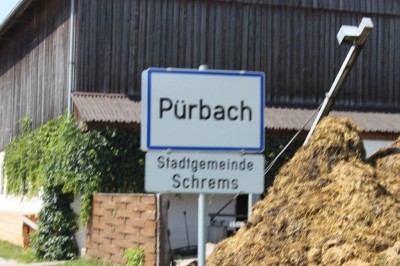 Pürbach
Stadtgemeinde
Schrems